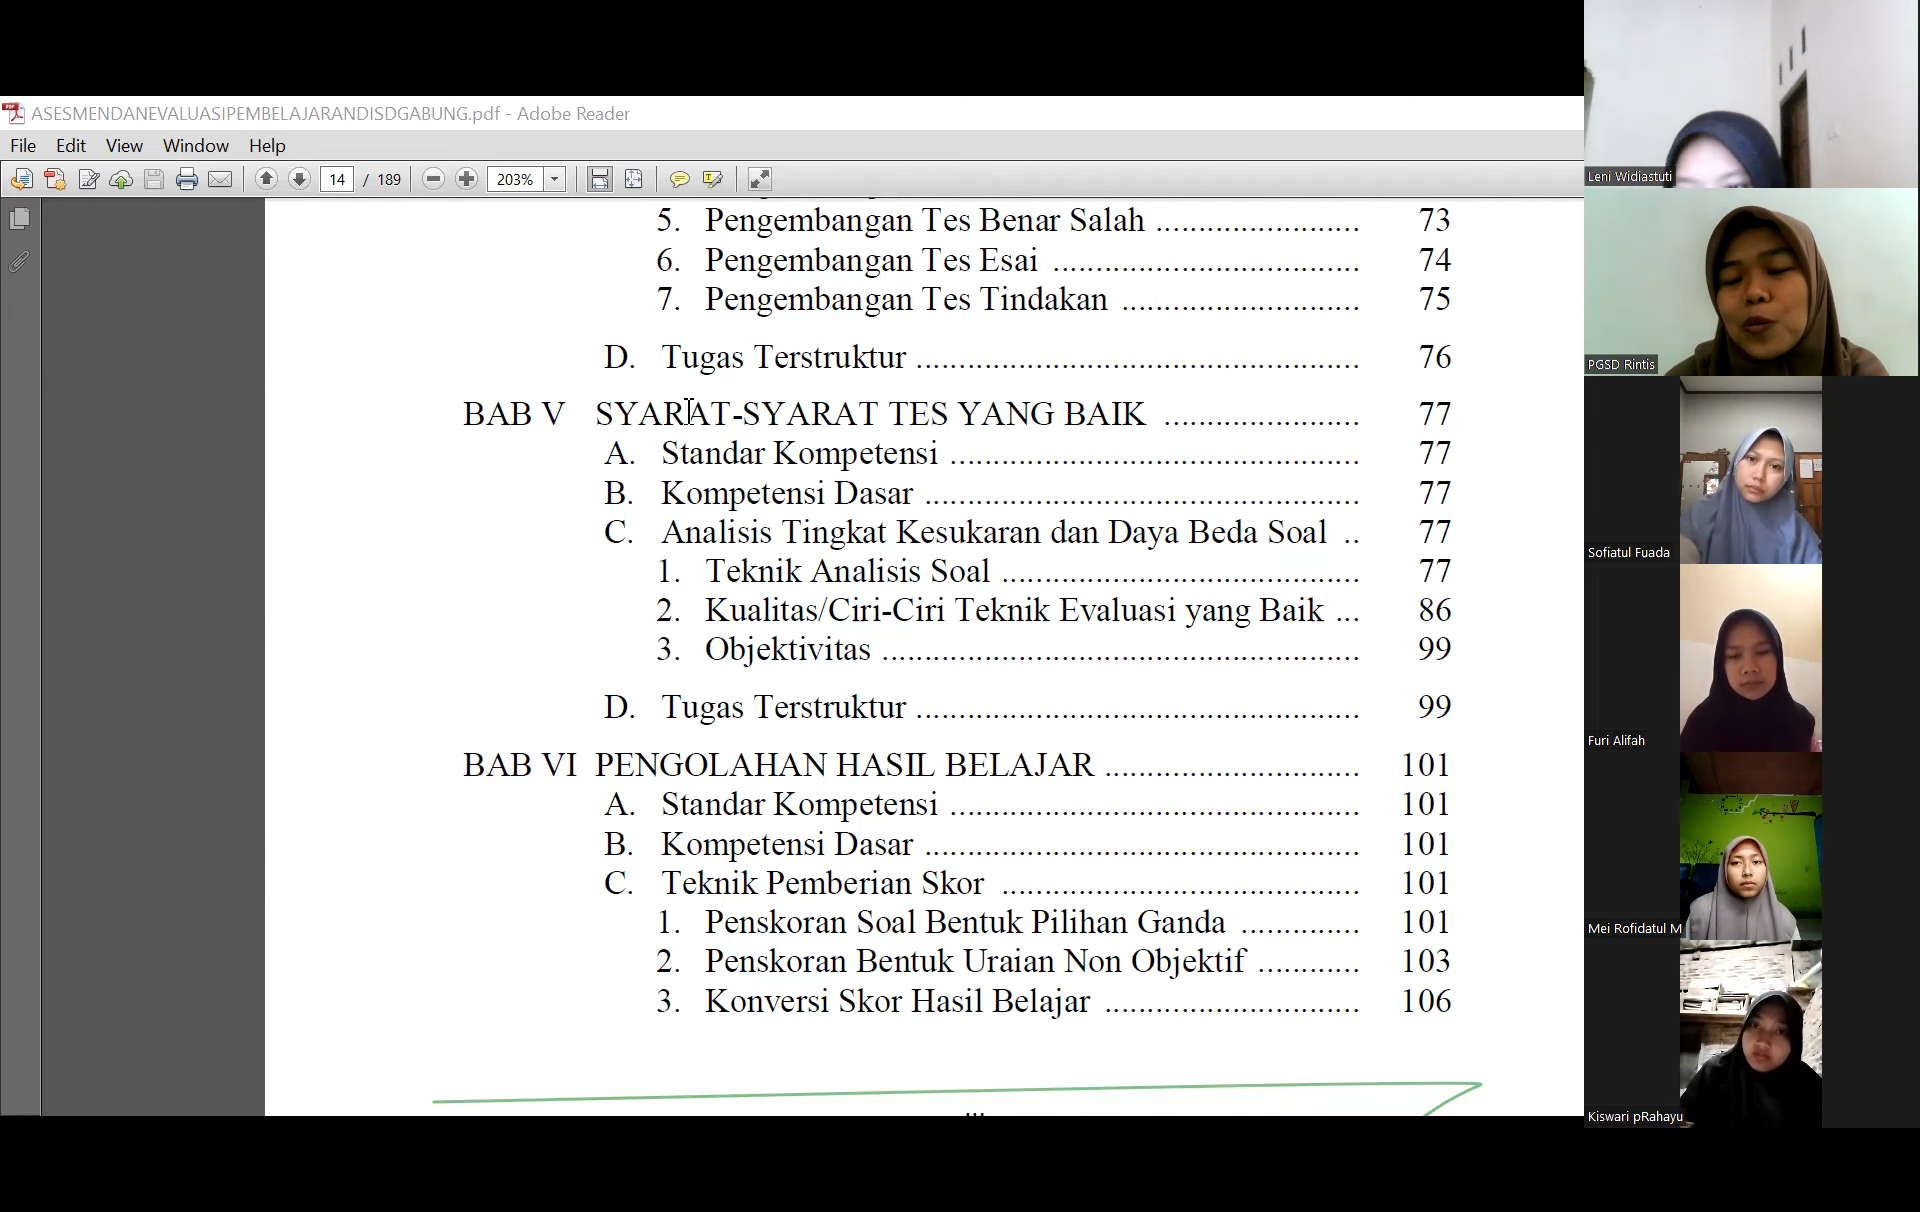 ASESMENDANEVALUASIPEMBELAJARANDISDGABUNG.pdf - Adobe Reader
File Edit View Window Help
14 / 189 203%
5. Pengembangan Tes Benar Salah ........................ 73
6. Pengembangan Tes Esai .................................... 74
7. Pengembangan Tes Tindakan ............................ 75
D. Tugas Terstruktur .................................................... 76
BAB V SYARAT-SYARAT TES YANG BAIK ....................... 77
A. Standar Kompetensi ................................................ 77
B. Kompetensi Dasar ................................................... 77
C. Analisis Tingkat Kesukaran dan Daya Beda Soal .. 77
1. Teknik Analisis Soal .......................................... 77
2. Kualitas/Ciri-Ciri Teknik Evaluasi yang Baik ... 86
3. Objektivitas ........................................................ 99
D. Tugas Terstruktur .................................................... 99
BAB VI PENGOLAHAN HASIL BELAJAR .............................. 101
A. Standar Kompetensi ................................................ 101
B. Kompetensi Dasar ................................................... 101
C. Teknik Pemberian Skor .......................................... 101
1. Penskoran Soal Bentuk Pilihan Ganda .............. 101
2. Penskoran Bentuk Uraian Non Objektif ............ 103
3. Konversi Skor Hasil Belajar .............................. 106
Leni Widiastuti
PGSD Rintis
Sofiatul Fuada
Furi Alifah
Mei Rofidatul M
Kiswari pRahayu